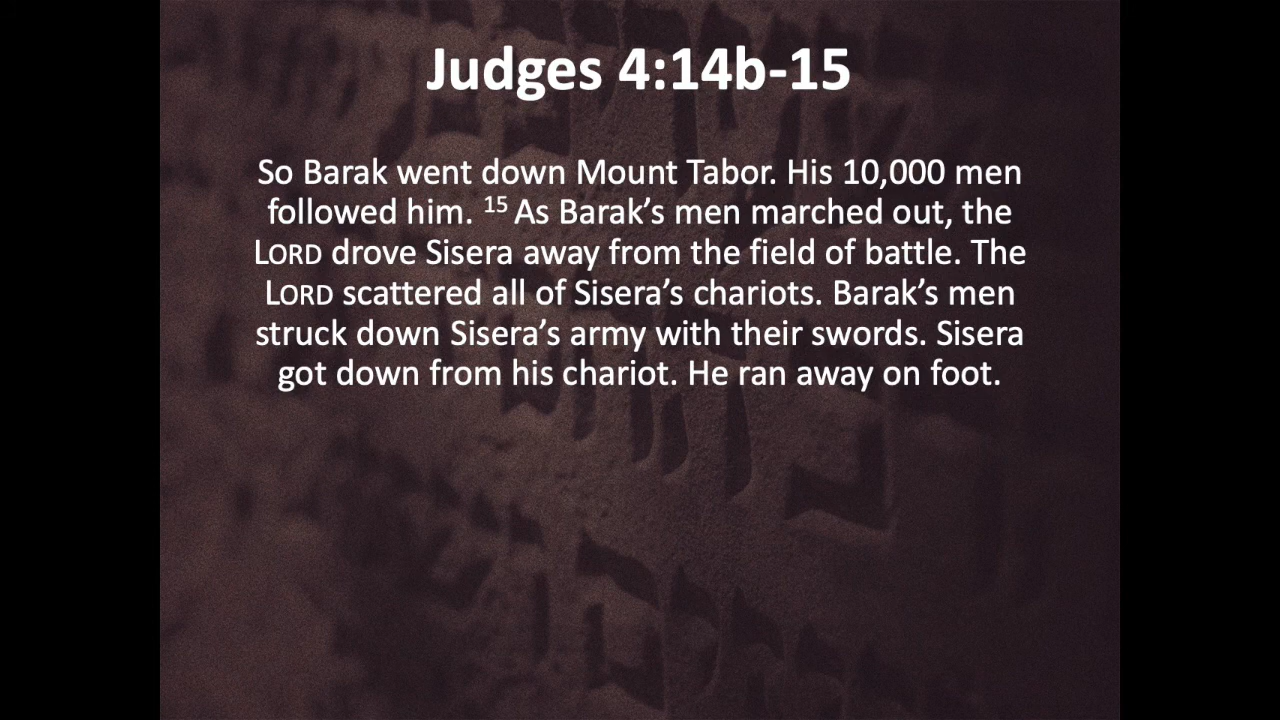 Judges 4:14b-15
So Barak went down Mount Tabor. His 10,000 men
followed him. 15 As Barak’s men marched out, the
LORD drove Sisera away from the field of battle. The
LORD scattered all of Sisera’s chariots. Barak’s men
struck down Sisera’s army with their swords. Sisera
got down from his chariot. He ran away on foot.